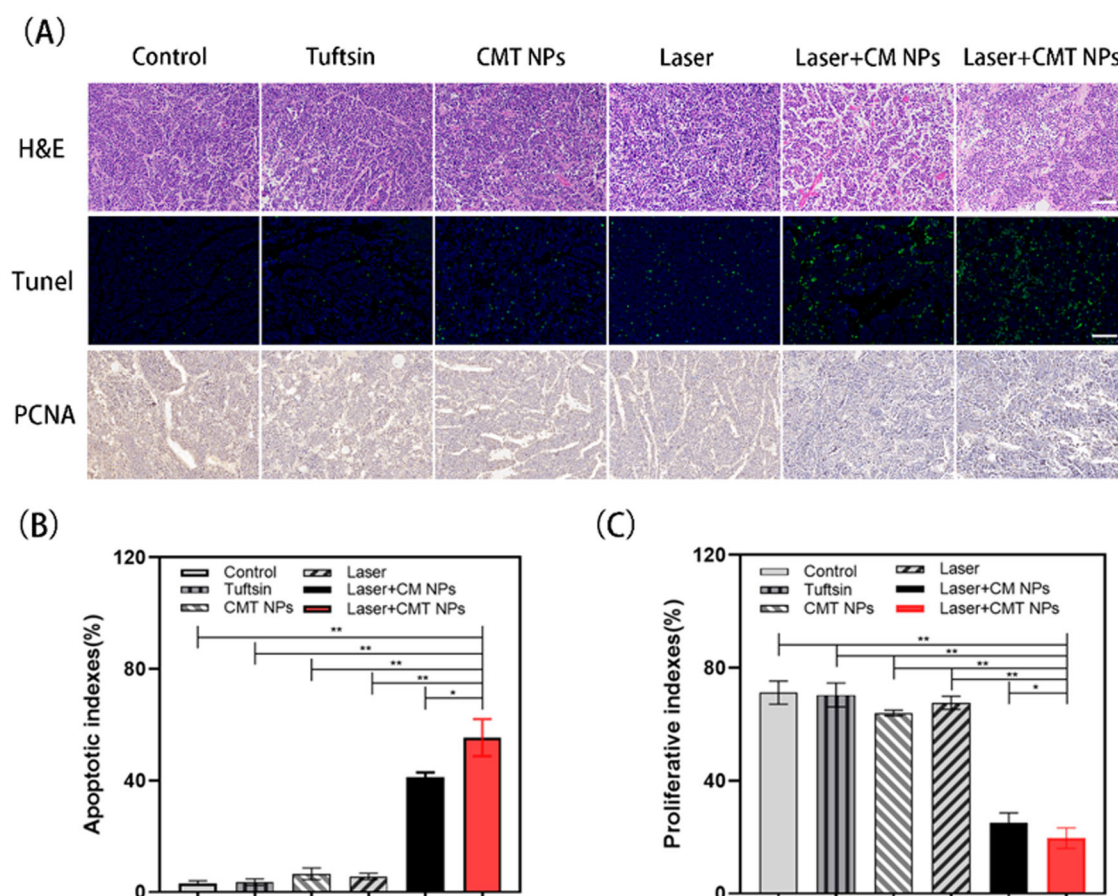 (A)
Control Tuftsin CMT NPs Laser Laser+CM NPs Laser+CMT NPs
H&E
Tunel
PCNA
(B)
Apoptotic indexes(%)
120
80
40
0
Control Laser
Tuftsin Laser+CM NPs
CMT NPs Laser+CMT NPs
**
**
**
**
*
(C)
Proliferative indexes(%)
120
80
40
0
Control Laser
Tuftsin Laser+CM NPs
CMT NPs Laser+CMT NPs
**
**
**
**
*